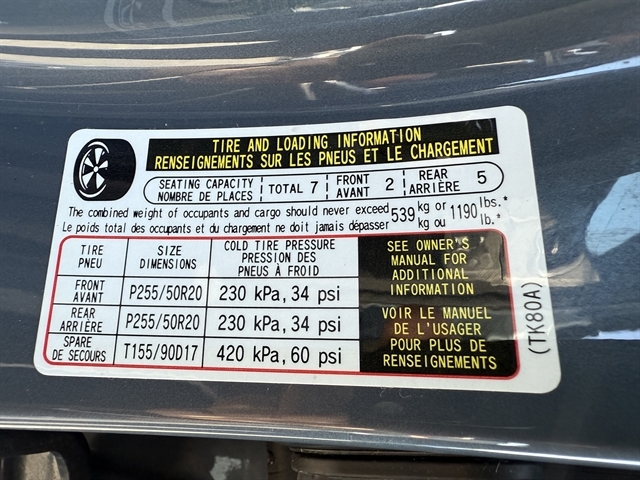 TIRE AND LOADING INFORMATION
RENSEIGNEMENTS SUR LES PNEUS ET LE CHARGEMENT
SEATING CAPACITY
NOMBRE DE PLACES
TOTAL 7
FRONT
AVANT
2
REAR
ARRIÈRE
5
The combined weight of occupants and cargo should never exceed 539 kg or 1190 lbs.*
Le poids total des occupants et du chargement ne doit jamais dépasser 539 kg ou 1190 lb.*
TIRE
PNEU
SIZE
DIMENSIONS
COLD TIRE PRESSURE
PRESSION DES
PNEUS À FROID
FRONT
AVANT
P255/50R20
230 kPa, 34 psi
REAR
ARRIÈRE
P255/50R20
230 kPa, 34 psi
SPARE
DE SECOURS
T155/90D17
420 kPa, 60 psi
SEE OWNER'S
MANUAL FOR
ADDITIONAL
INFORMATION
VOIR LE MANUEL
DE L'USAGER
POUR PLUS DE
RENSEIGNEMENTS
(TK80A)